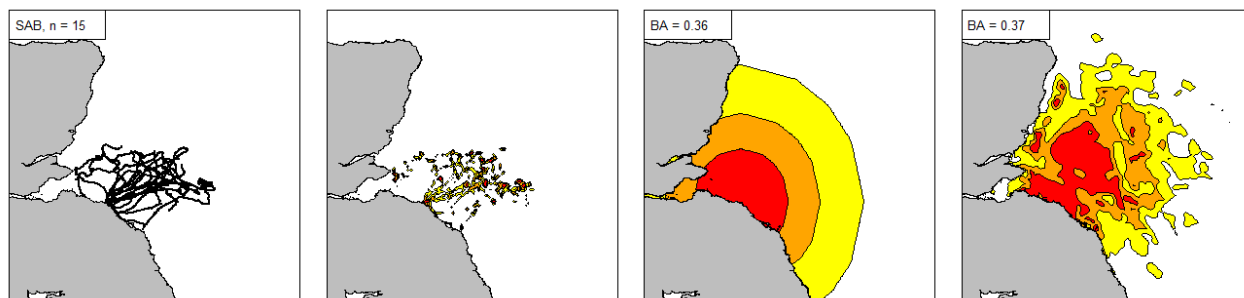 SAB, n = 15
BA = 0.36
BA = 0.37